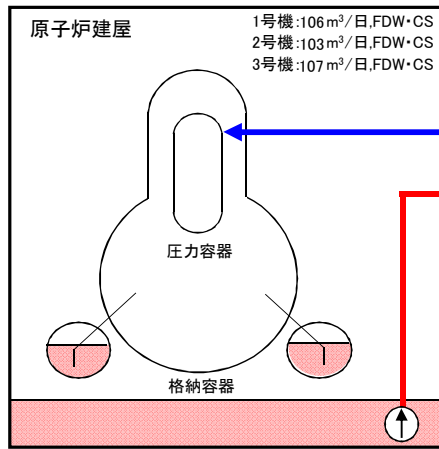 原子炉建屋
1号機:106m³/日,FDW・CS
2号機:103m³/日,FDW・CS
3号機:107m³/日,FDW・CS
圧力容器
格納容器